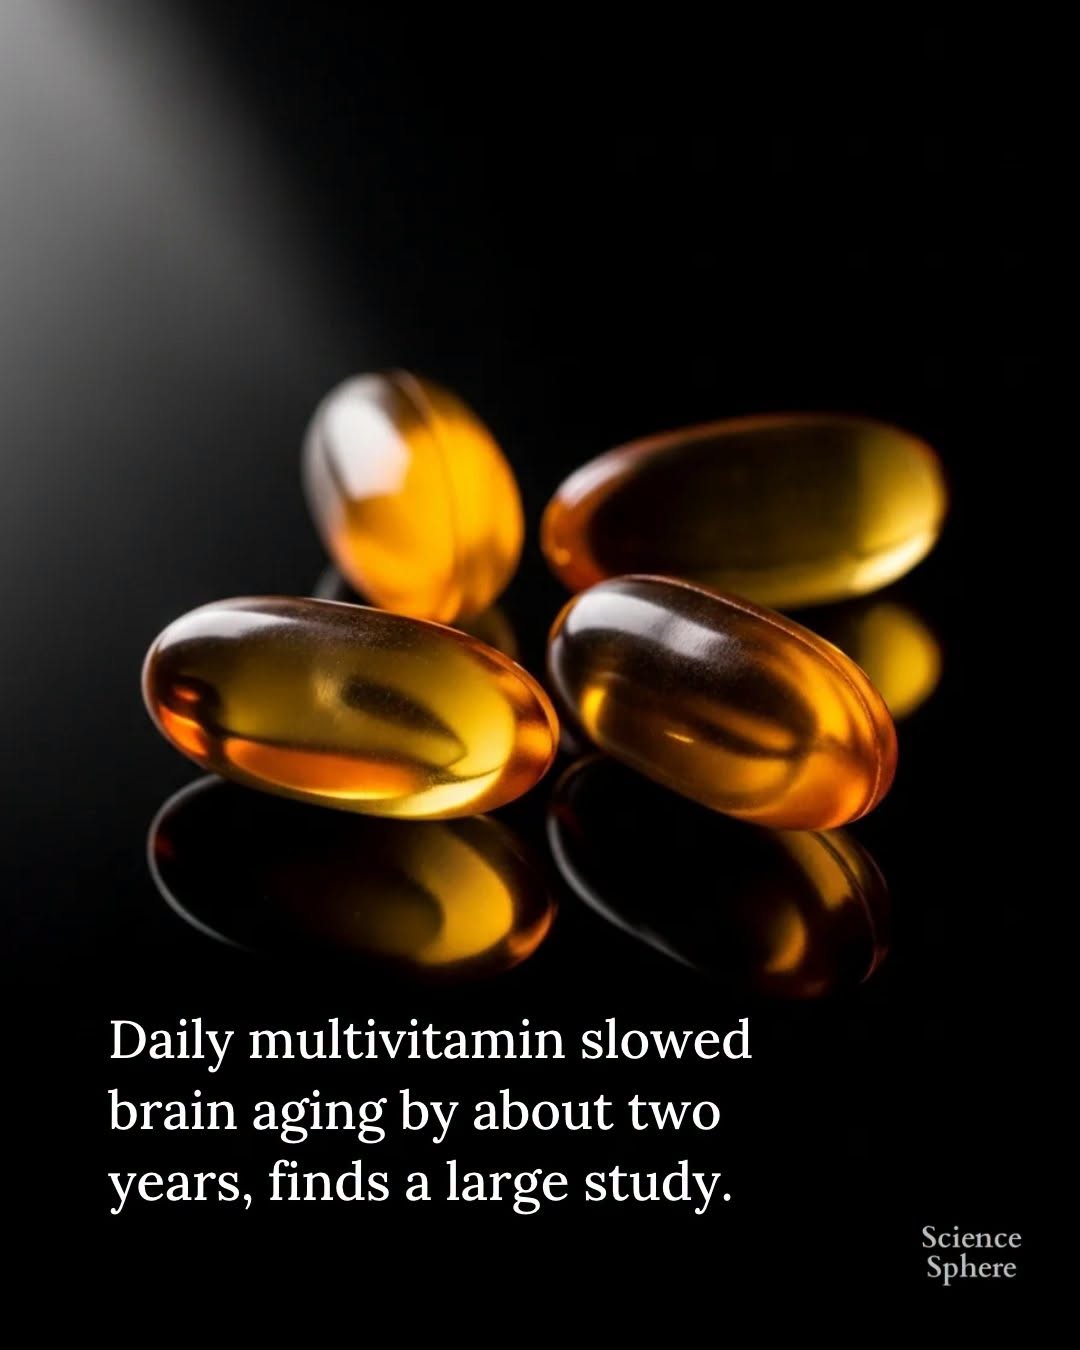 Daily multivitamin slowed
brain aging by about two
years, finds a large study.
Science
Sphere